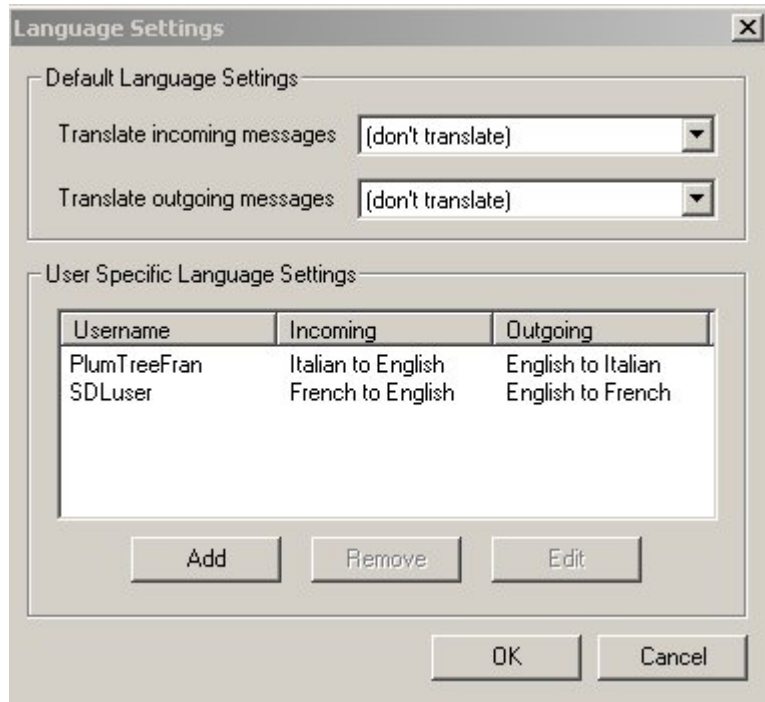 Language Settings
Default Language Settings
Translate incoming messages (don't translate)
Translate outgoing messages (don't translate)
User Specific Language Settings
Username Incoming Outgoing
PlumTreeFran Italian to English English to Italian
SDLuser French to English English to French
Add Remove Edit
OK Cancel